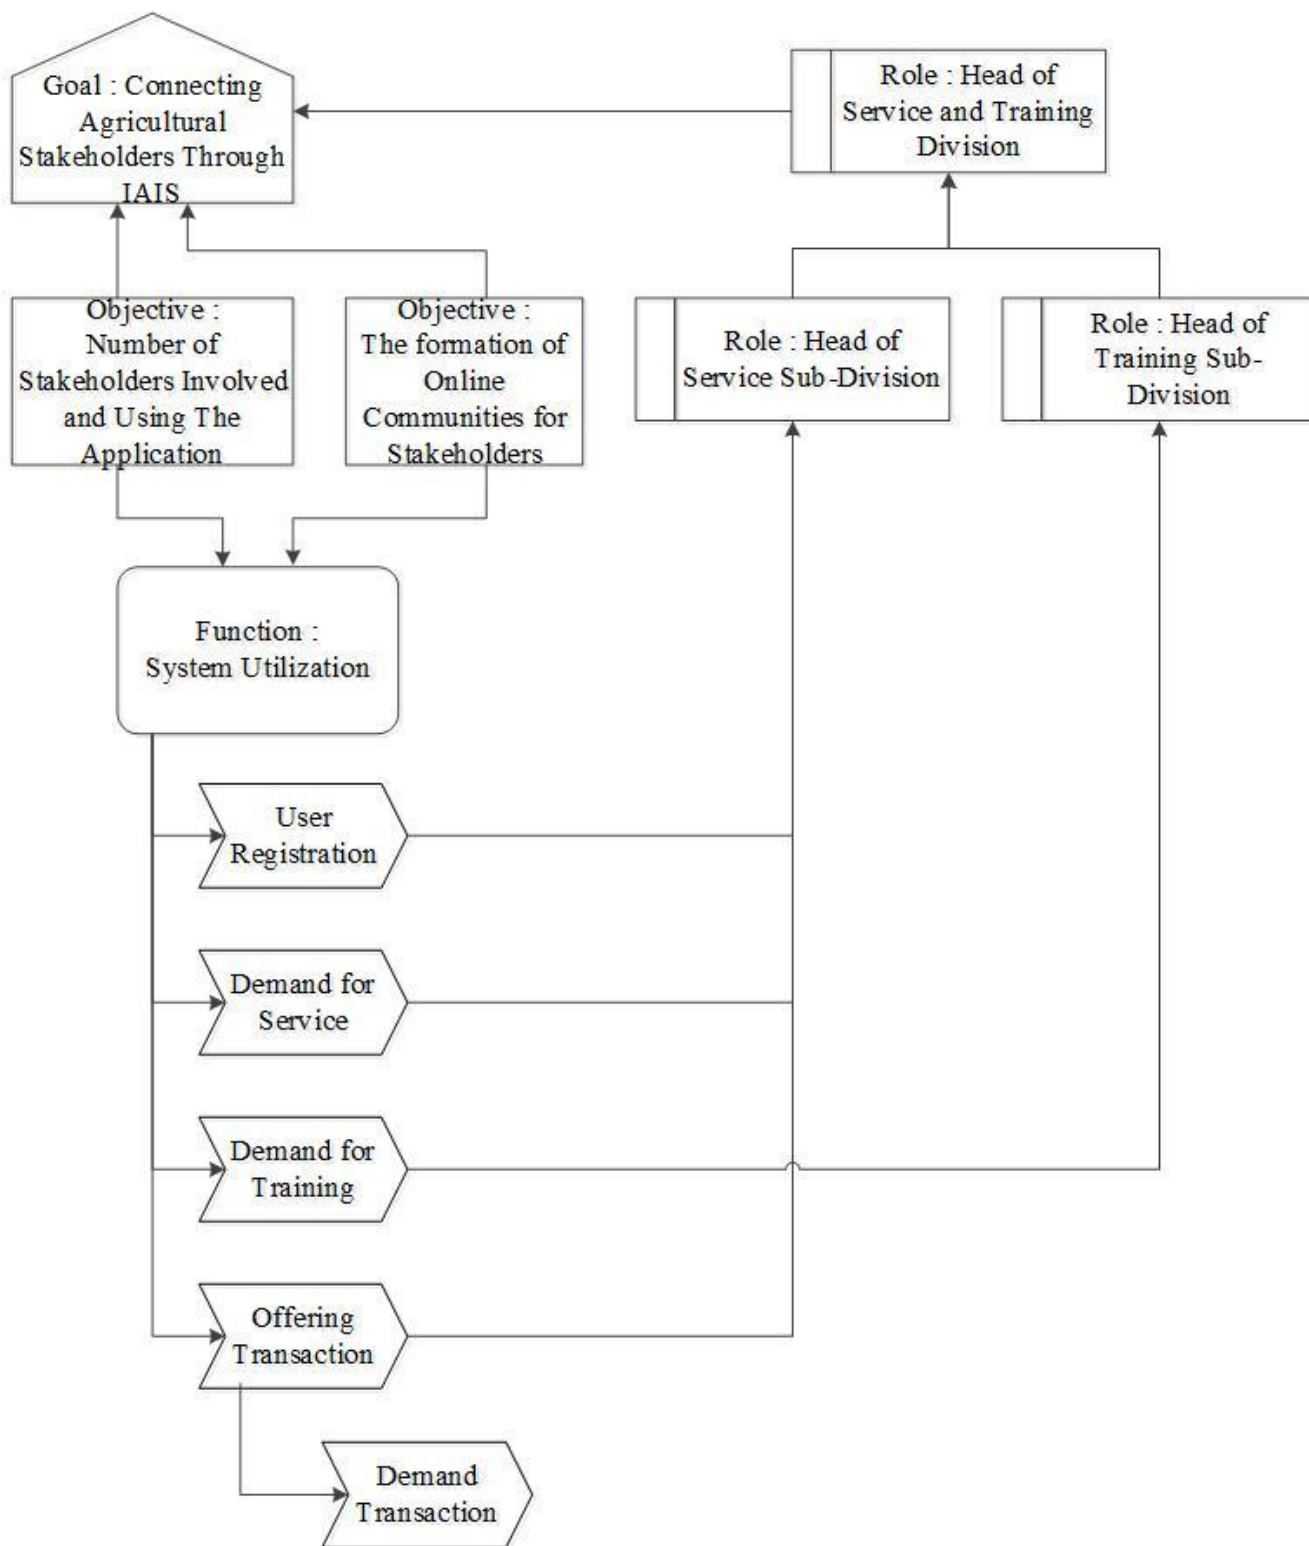 Goal : Connecting
Agricultural
Stakeholders Through
IAIS
Role : Head of
Service and Training
Division
Objective :
Number of
Stakeholders Involved
and Using The
Application
Objective :
The formation of
Online
Communities for
Stakeholders
Role : Head of
Service Sub-Division
Role : Head of
Training Sub-
Division
Function :
System Utilization
User
Registration
Demand for
Service
Demand for
Training
Offering
Transaction
Demand
Transaction